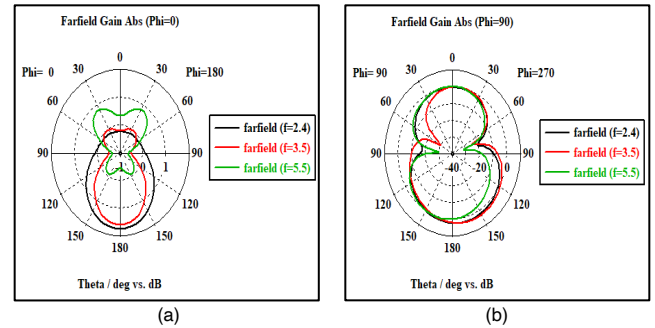 Farfield Gain Abs (Phi=0)
0
30
30
Phi= 0
Phi=180
60
60
90
90
-1
0
1
120
120
150
150
180
farfield (f=2.4)
farfield (f=3.5)
farfield (f=5.5)
Theta / deg vs. dB
(a)
Farfield Gain Abs (Phi=90)
0
30
30
Phi= 90
Phi=270
60
60
90
90
-40
-20
0
120
120
150
150
180
farfield (f=2.4)
farfield (f=3.5)
farfield (f=5.5)
Theta / deg vs. dB
(b)